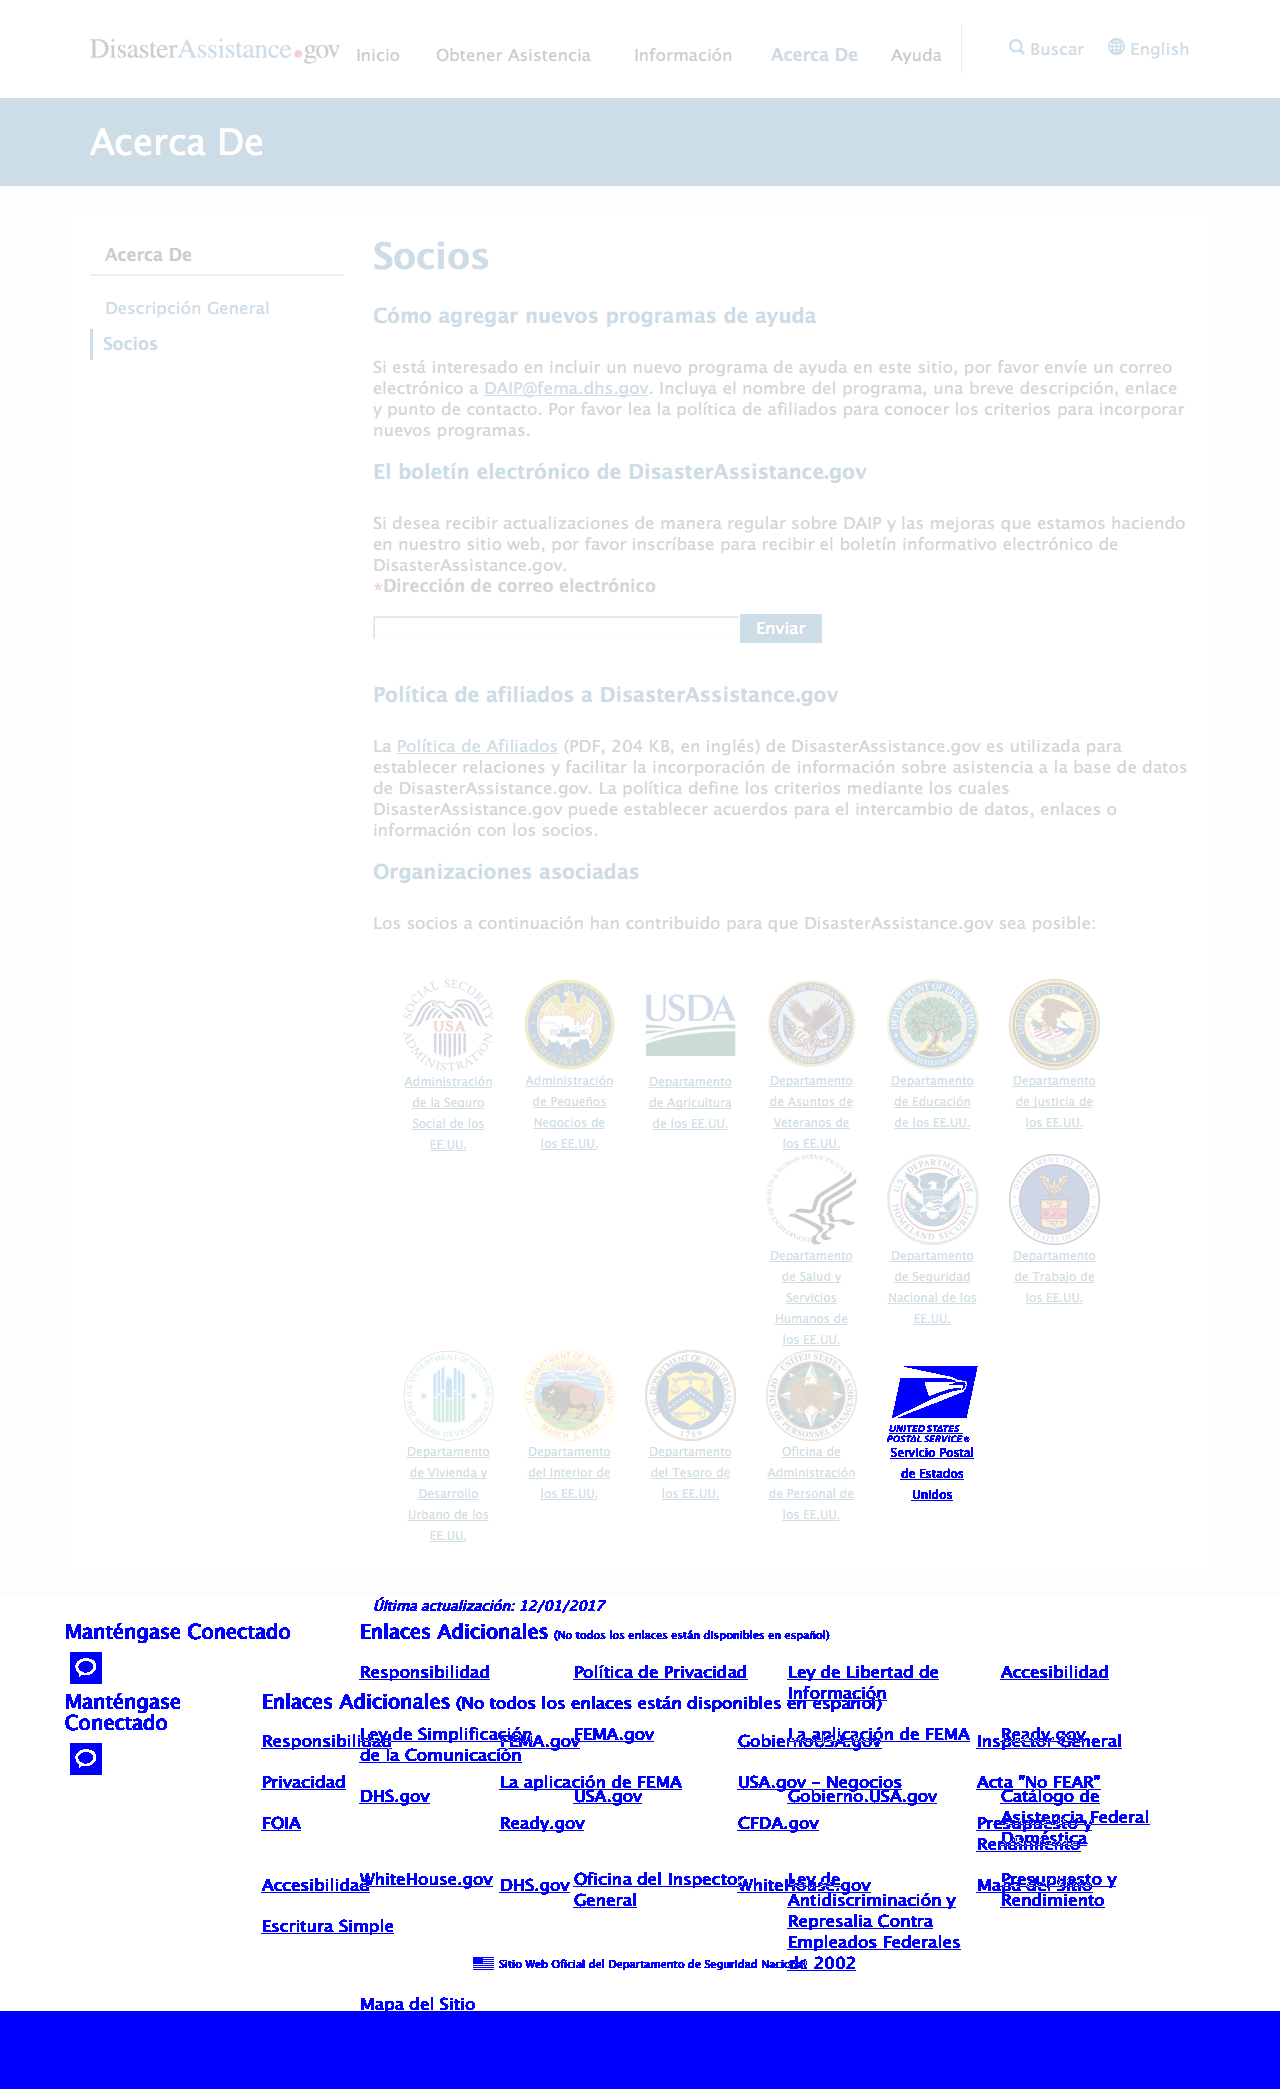 DisasterAssistance.gov Inicio Obtener Asistencia Información Acerca De Ayuda Buscar English
Acerca De
Acerca De
Descripción General
Socios
Socios
Cómo agregar nuevos programas de ayuda
Si está interesado en incluir un nuevo programa de ayuda en este sitio, por favor envíe un correo
electrónico a DAIP@fema.dhs.gov. Incluya el nombre del programa, una breve descripción, enlace
y punto de contacto. Por favor lea la política de afiliados para conocer los criterios para incorporar
nuevos programas.
El boletín electrónico de DisasterAssistance.gov
Si desea recibir actualizaciones de manera regular sobre DAIP y las mejoras que estamos haciendo
en nuestro sitio web, por favor inscríbase para recibir el boletín informativo electrónico de
DisasterAssistance.gov.
*Dirección de correo electrónico
Enviar
Política de afiliados a DisasterAssistance.gov
La Política de Afiliados (PDF, 204 KB, en inglés) de DisasterAssistance.gov es utilizada para
establecer relaciones y facilitar la incorporación de información sobre asistencia a la base de datos
de DisasterAssistance.gov. La política define los criterios mediante los cuales
DisasterAssistance.gov puede establecer acuerdos para el intercambio de datos, enlaces o
información con los socios.
Organizaciones asociadas
Los socios a continuación han contribuido para que DisasterAssistance.gov sea posible:
SOCIAL SECURITY ADMINISTRATION
USA
USDA
Administración
de la Seguro
Social de los
EE.UU.
Administración
de Pequeños
Negocios de
los EE.UU.
Departamento
de Agricultura
de los EE.UU.
Departamento
de Asuntos de
Veteranos de
los EE.UU.
Departamento
de Educación
de los EE.UU.
Departamento
de Justicia de
los EE.UU.
Departamento
de Salud y
Servicios
Humanos de
los EE.UU.
Departamento
de Seguridad
Nacional de los
EE.UU.
Departamento
de Trabajo de
los EE.UU.
Departamento
de Vivienda y
Desarrollo
Urbano de los
EE.UU.
Departamento
del Interior de
los EE.UU.
Departamento
del Tesoro de
los EE.UU.
Oficina de
Administración
de Personal de
los EE.UU.
UNITED STATES
POSTAL SERVICE®
Servicio Postal
de Estados
Unidos
Última actualización: 12/01/2017
Manténgase Conectado
Enlaces Adicionales (No todos los enlaces están disponibles en español)
Responsibilidad
Política de Privacidad
Ley de Libertad de
Información
Accesibilidad
Ley de Simplificación
de la Comunicación
FEMA.gov
La aplicación de FEMA
Ready.gov
DHS.gov
USA.gov
Gobierno.USA.gov
Catálogo de
Asistencia Federal
Doméstica
WhiteHouse.gov
Oficina del Inspector
General
Ley de
Antidiscriminación y
Represalia Contra
Empleados Federales
de 2002
Presupuesto y
Rendimiento
Mapa del Sitio
Manténgase
Conectado
Enlaces Adicionales (No todos los enlaces están disponibles en español)
Responsibilidad
FEMA.gov
GobiernoUSA.gov
Inspector General
Privacidad
La aplicación de FEMA
USA.gov – Negocios
Acta "No FEAR"
FOIA
Ready.gov
CFDA.gov
Presupuesto y
Rendimiento
Accesibilidad
DHS.gov
WhiteHouse.gov
Mapa del Sitio
Escritura Simple
Sitio Web Oficial del Departamento de Seguridad Nacional